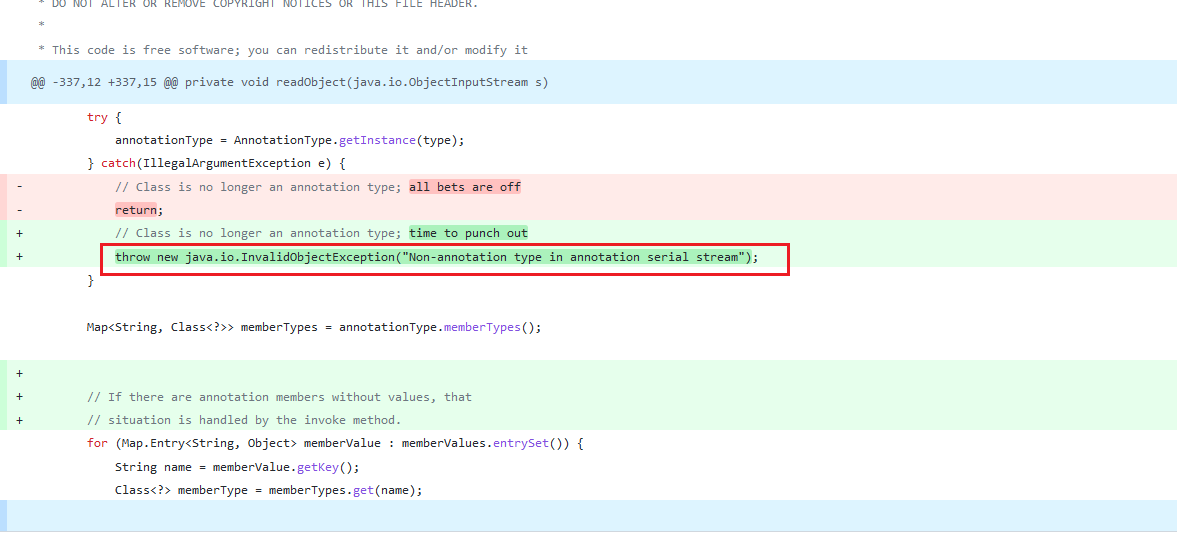 * DO NOT ALTER OR REMOVE COPYRIGHT NOTICES OR THIS FILE HEADER.
*
* This code is free software; you can redistribute it and/or modify it
@@ -337,12 +337,15 @@ private void readObject(java.io.ObjectInputStream s)
try {
annotationType = AnnotationType.getInstance(type);
} catch(IllegalArgumentException e) {
- // Class is no longer an annotation type; all bets are off
- return;
+ // Class is no longer an annotation type; time to punch out
+ throw new java.io.InvalidObjectException("Non-annotation type in annotation serial stream");
}
Map<String, Class<?>> memberTypes = annotationType.memberTypes();
+
+ // If there are annotation members without values, that
+ // situation is handled by the invoke method.
for (Map.Entry<String, Object> memberValue : memberValues.entrySet()) {
String name = memberValue.getKey();
Class<?> memberType = memberTypes.get(name);